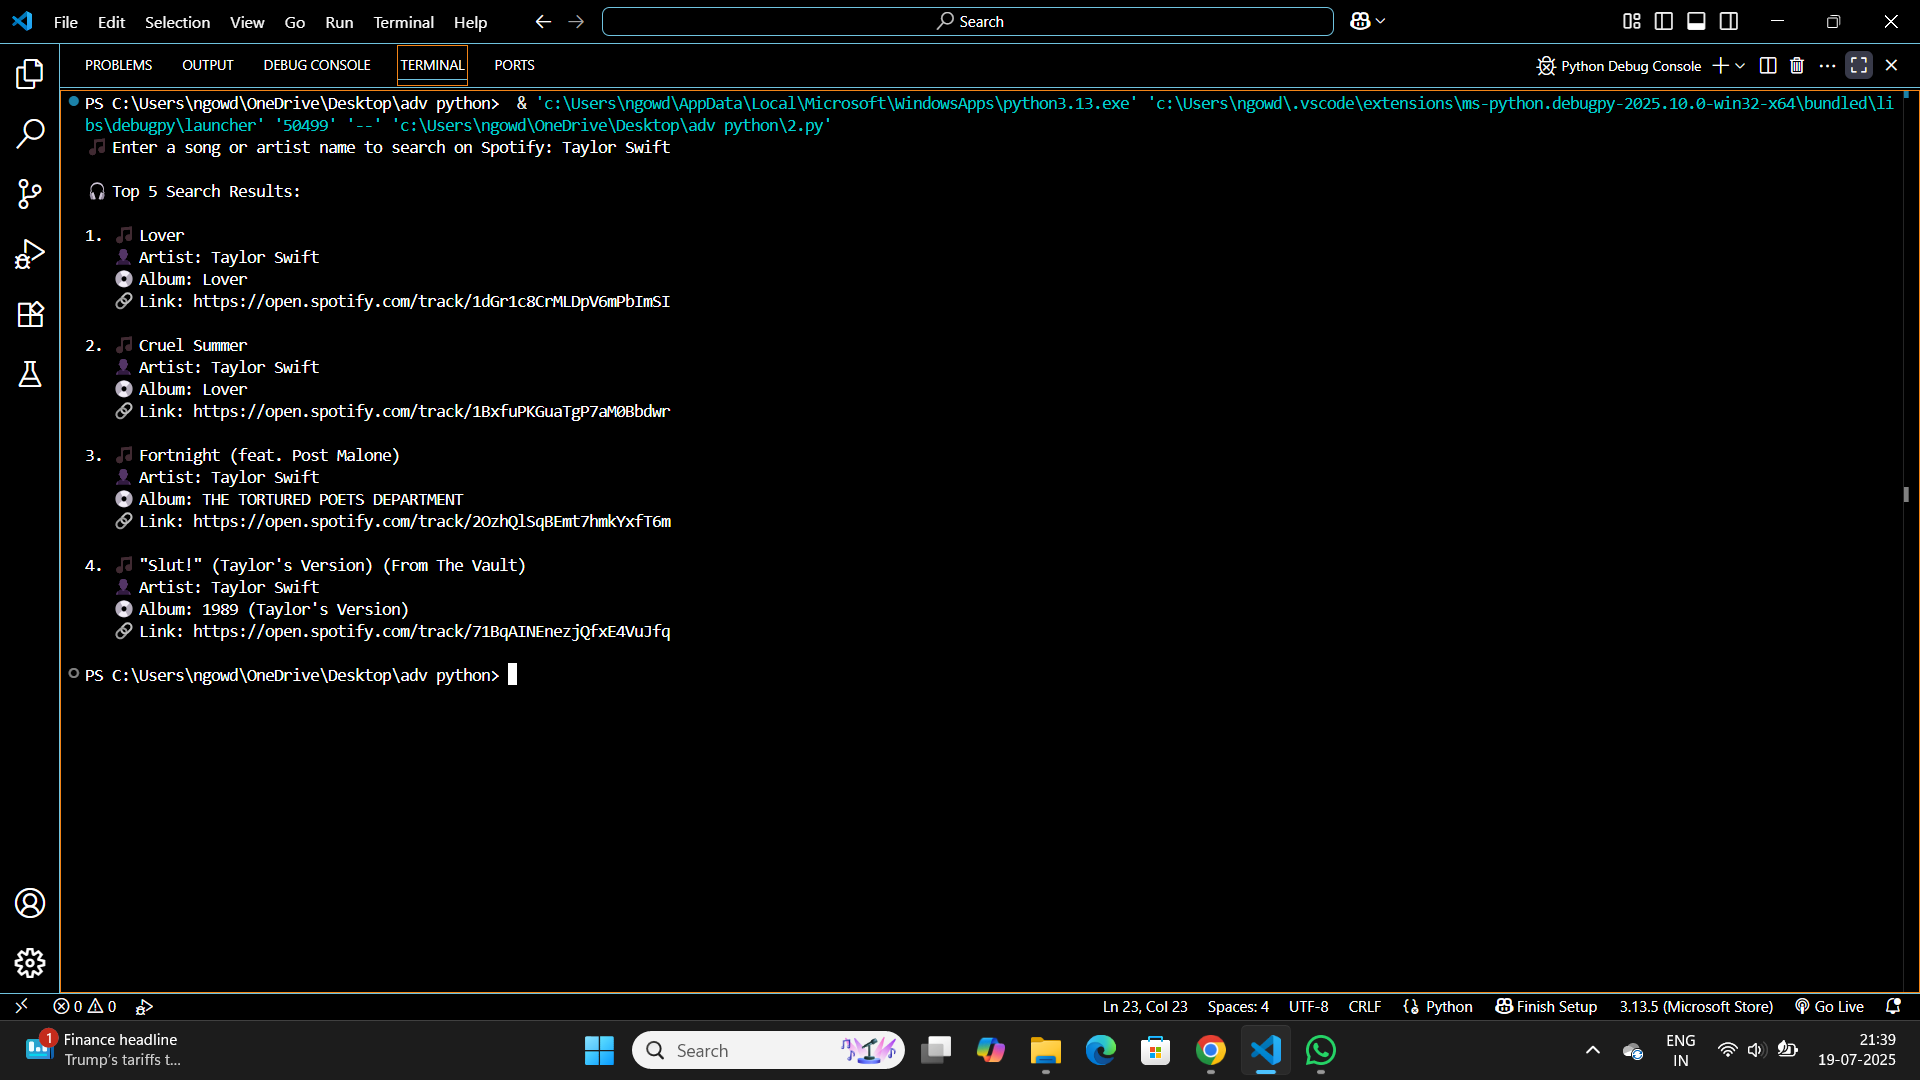 File Edit Selection View Go Run Terminal Help
Search
PROBLEMS OUTPUT DEBUG CONSOLE TERMINAL PORTS
Python Debug Console
PS C:\Users\ngowd\OneDrive\Desktop\adv python> & 'c:\Users\ngowd\AppData\Local\Microsoft\WindowsApps\python3.13.exe' 'c:\Users\ngowd\.vscode\extensions\ms-python.debugpy-2025.10.0-win32-x64\bundled\li
bs\debugpy\launcher' '50499' '--' 'c:\Users\ngowd\OneDrive\Desktop\adv python\2.py'
🎵 Enter a song or artist name to search on Spotify: Taylor Swift
🎧 Top 5 Search Results:
1. 🎵 Lover
👤 Artist: Taylor Swift
💿 Album: Lover
🔗 Link: https://open.spotify.com/track/1dGr1c8CrMLDpV6mPbImSI
2. 🎵 Cruel Summer
👤 Artist: Taylor Swift
💿 Album: Lover
🔗 Link: https://open.spotify.com/track/1BxfuPKGuaTgP7aM0Bbdwr
3. 🎵 Fortnight (feat. Post Malone)
👤 Artist: Taylor Swift
💿 Album: THE TORTURED POETS DEPARTMENT
🔗 Link: https://open.spotify.com/track/2OzhQlSqBEmt7hmkYxfT6m
4. 🎵 "Slut!" (Taylor's Version) (From The Vault)
👤 Artist: Taylor Swift
💿 Album: 1989 (Taylor's Version)
🔗 Link: https://open.spotify.com/track/71BqAINEnezjQfxE4VuJfq
PS C:\Users\ngowd\OneDrive\Desktop\adv python>
0 0 Ln 23, Col 23 Spaces: 4 UTF-8 CRLF Python Finish Setup 3.13.5 (Microsoft Store) Go Live
1
Finance headline
Trump's tariffs t...
Search
ENG
IN
21:39
19-07-2025